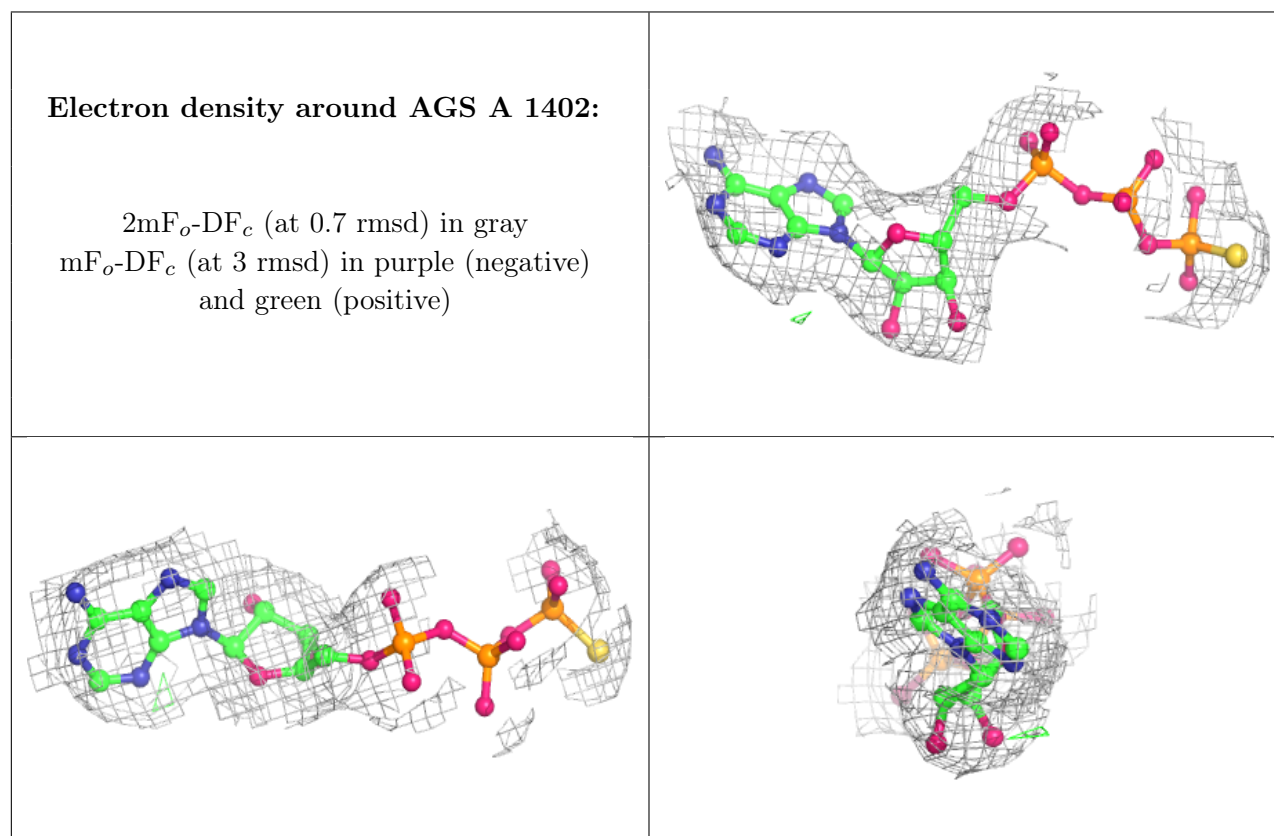 Electron density around AGS A 1402:
2mFₒ-DF𝒸 (at 0.7 rmsd) in gray
mFₒ-DF𝒸 (at 3 rmsd) in purple (negative)
and green (positive)